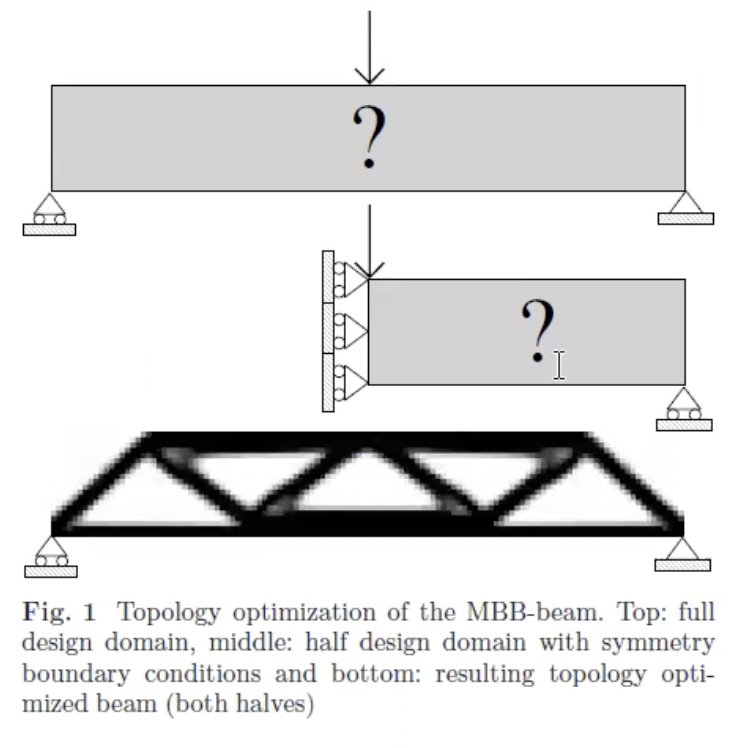 ?
?
Fig. 1 Topology optimization of the MBB-beam. Top: full
design domain, middle: half design domain with symmetry
boundary conditions and bottom: resulting topology opti-
mized beam (both halves)